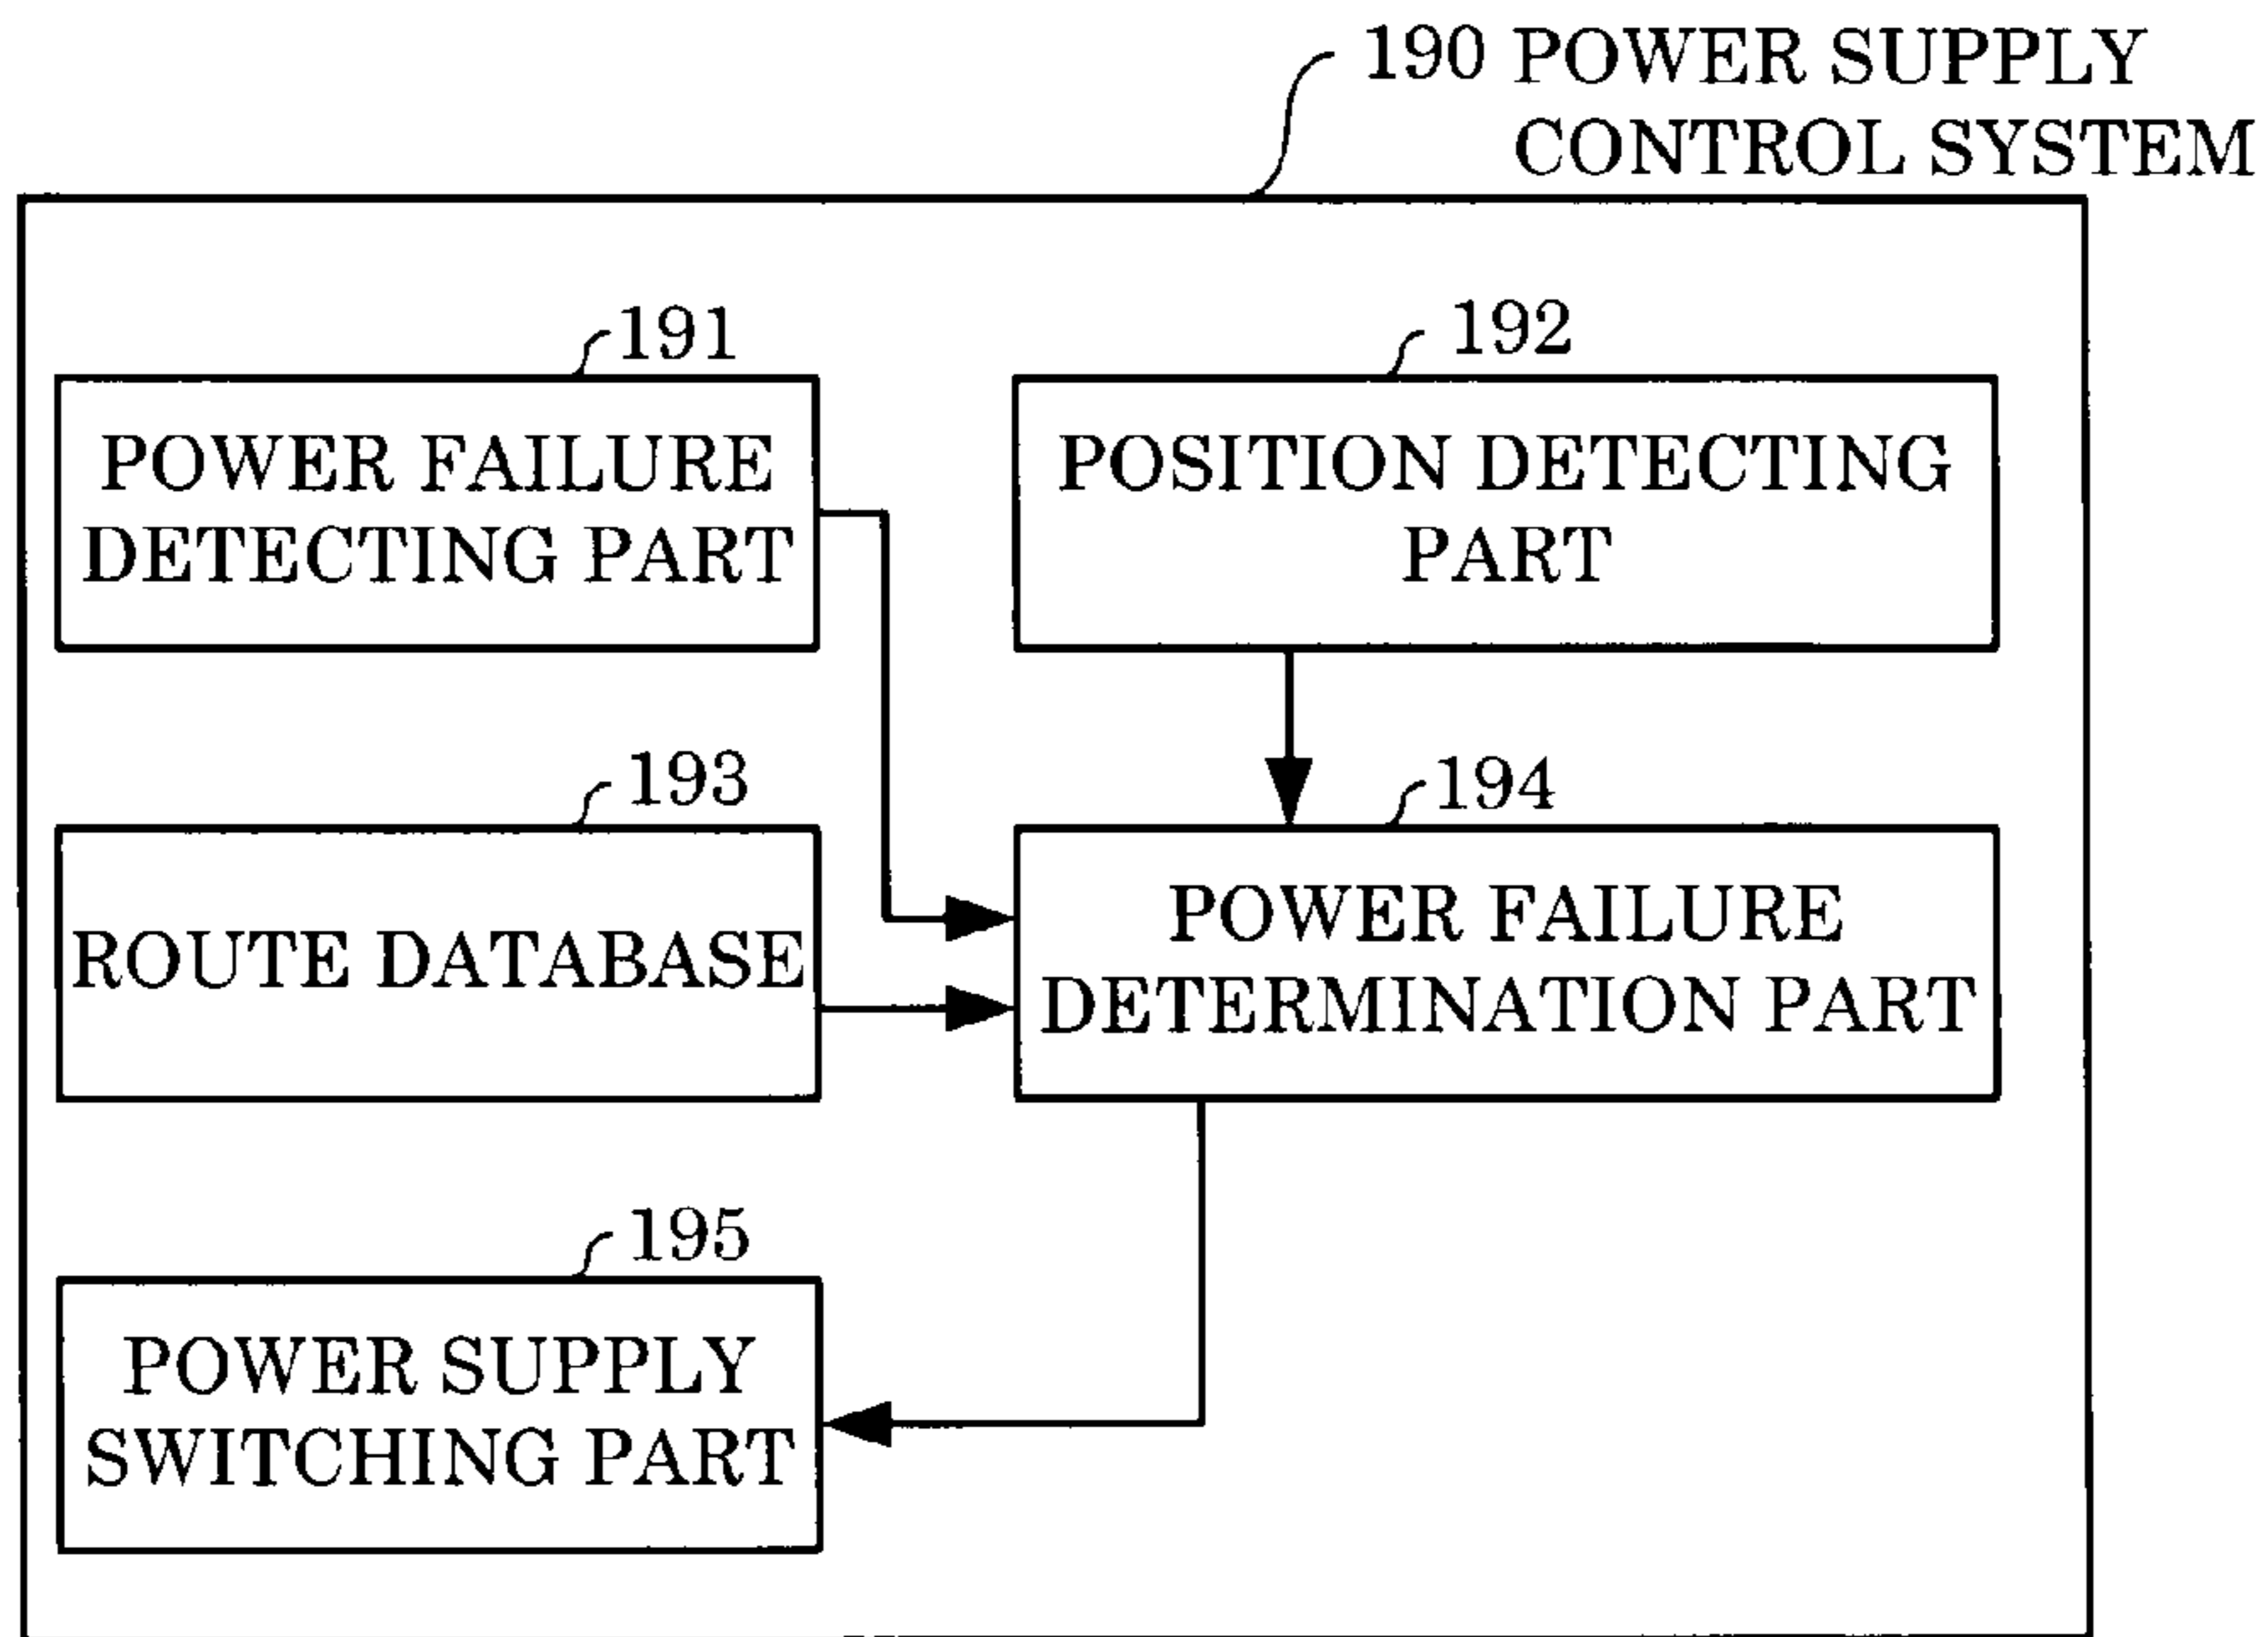 190 POWER SUPPLY
CONTROL SYSTEM
191
POWER FAILURE
DETECTING PART
192
POSITION DETECTING
PART
193
ROUTE DATABASE
194
POWER FAILURE
DETERMINATION PART
195
POWER SUPPLY
SWITCHING PART